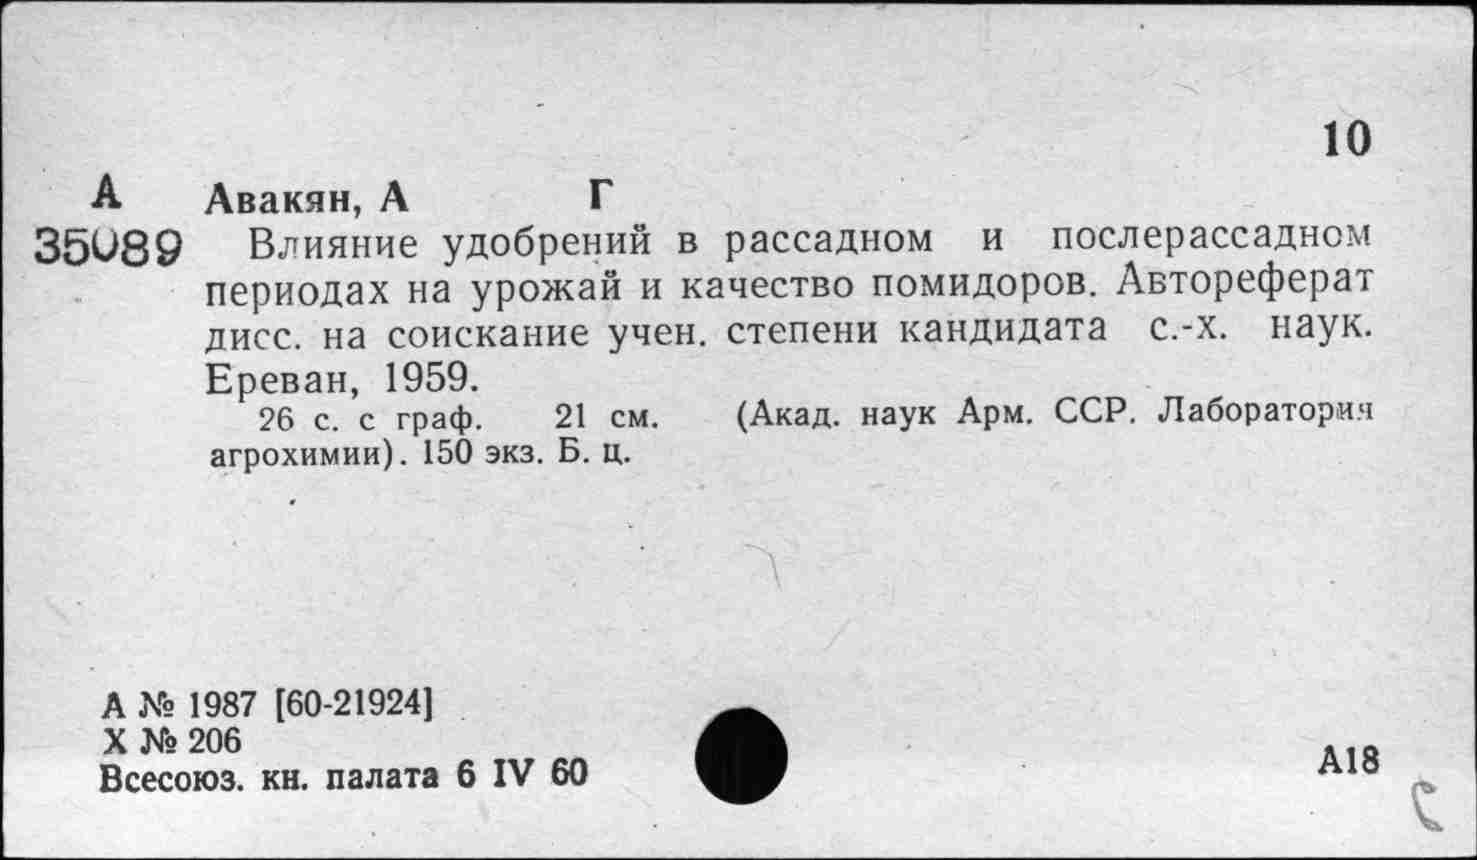 10
А Авакян, А Г
35089 Влияние удобрений в рассадном и послерассадном
периодах на урожай и качество помидоров. Автореферат
дисс. на соискание учен. степени кандидата с.-х. наук.
Ереван, 1959.
26 с. с граф. 21 см. (Акад. наук Арм. ССР. Лаборатория
агрохимии). 150 экз. Б. ц.
А № 1987 [60-21924]
Х № 206
Всесоюз. кн. палата 6 IV 60
А18